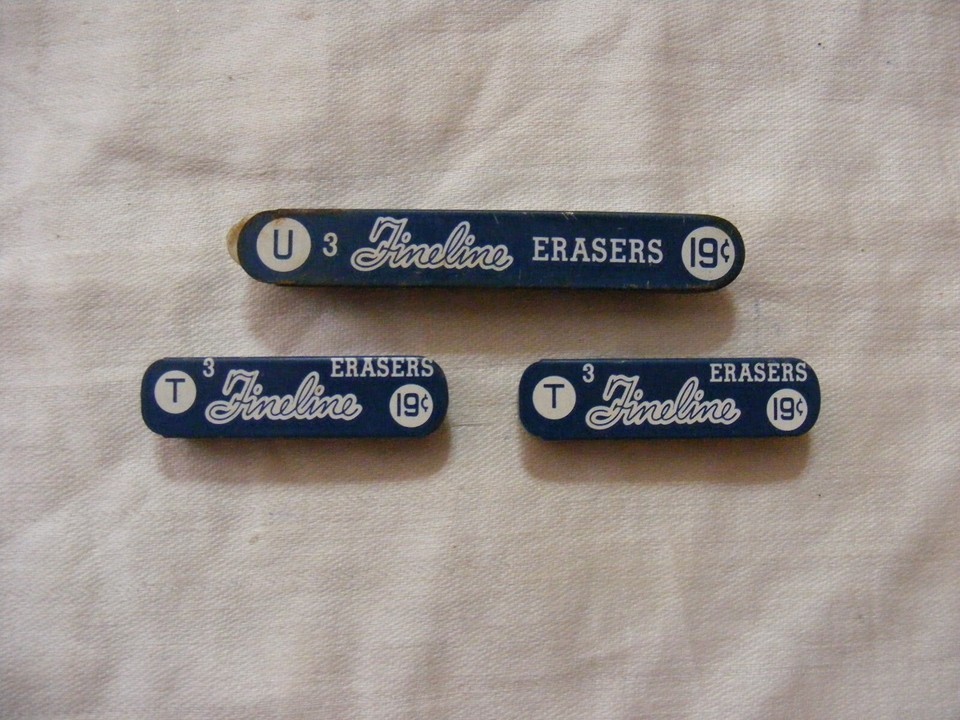 U 3 Fineline ERASERS 19¢
T 3 Fineline ERASERS 19¢
T 3 Fineline ERASERS 19¢